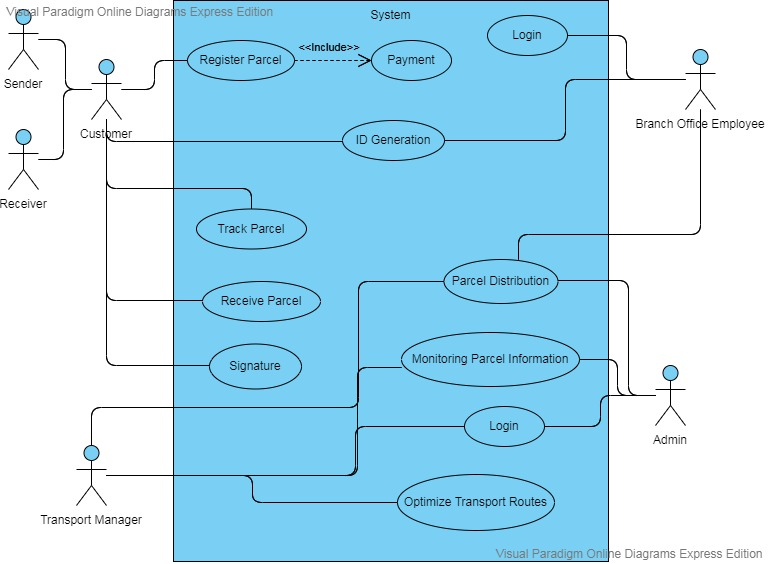 Visual Paradigm Online Diagrams Express Edition
System
Login
<<Include>>
Register Parcel
Payment
Sender
Customer
Branch Office Employee
ID Generation
Receiver
Track Parcel
Parcel Distribution
Receive Parcel
Monitoring Parcel Information
Signature
Login
Admin
Optimize Transport Routes
Transport Manager
Visual Paradigm Online Diagrams Express Edition